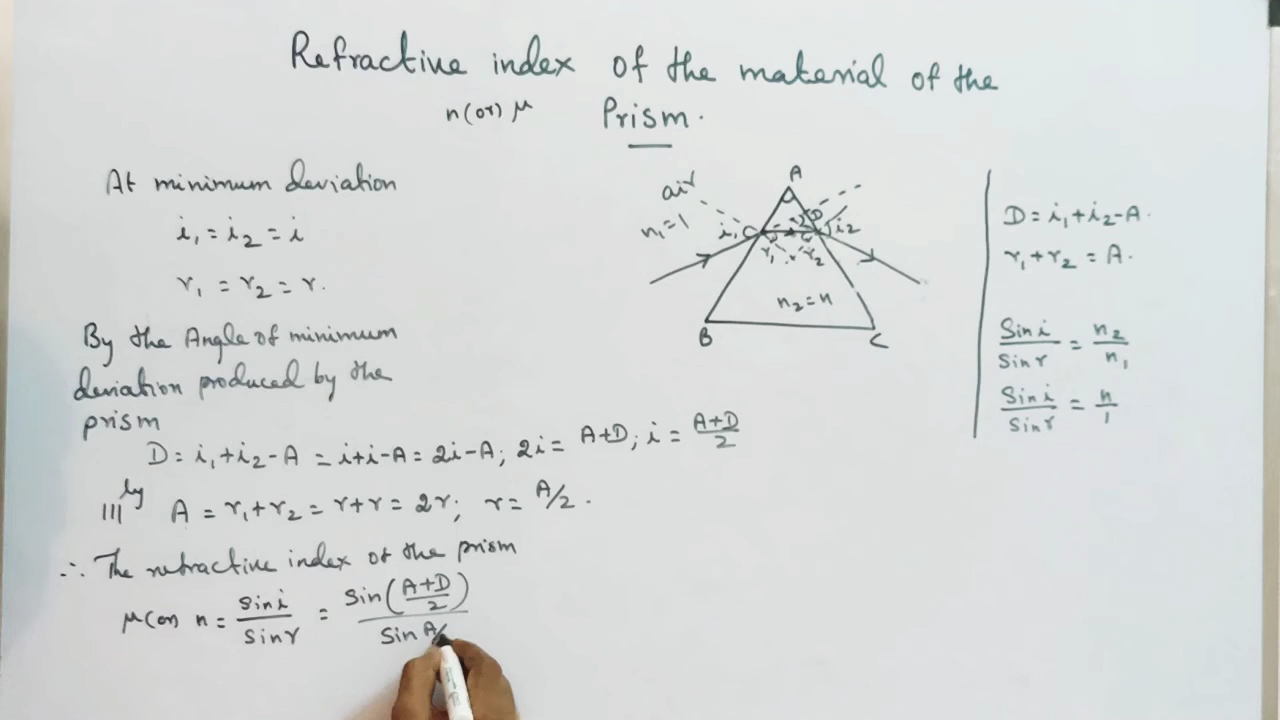 Refractive index of the material of the
n(or) μ Prism.
At minimum deviation
i₁ = i₂ = i
r₁ = r₂ = r.
By the Angle of minimum
deviation produced by the
prism
D = i₁+i₂-A = i+i-A = 2i-A; 2i = A+D; i = (A+D)/2
|||ly A = r₁+r₂ = r+r = 2r; r = A/2.
∴ The refractive index of the prism
μ(or) n = Sin i/Sin r = Sin((A+D)/2)/Sin A/
A
air
n₁=1
i₁
D
i₂
r₁
r₂
n₂=n
B
C
D = i₁+i₂-A.
r₁+r₂ = A.
Sin i/Sin r = n₂/n₁
Sin i/Sin r = n/1